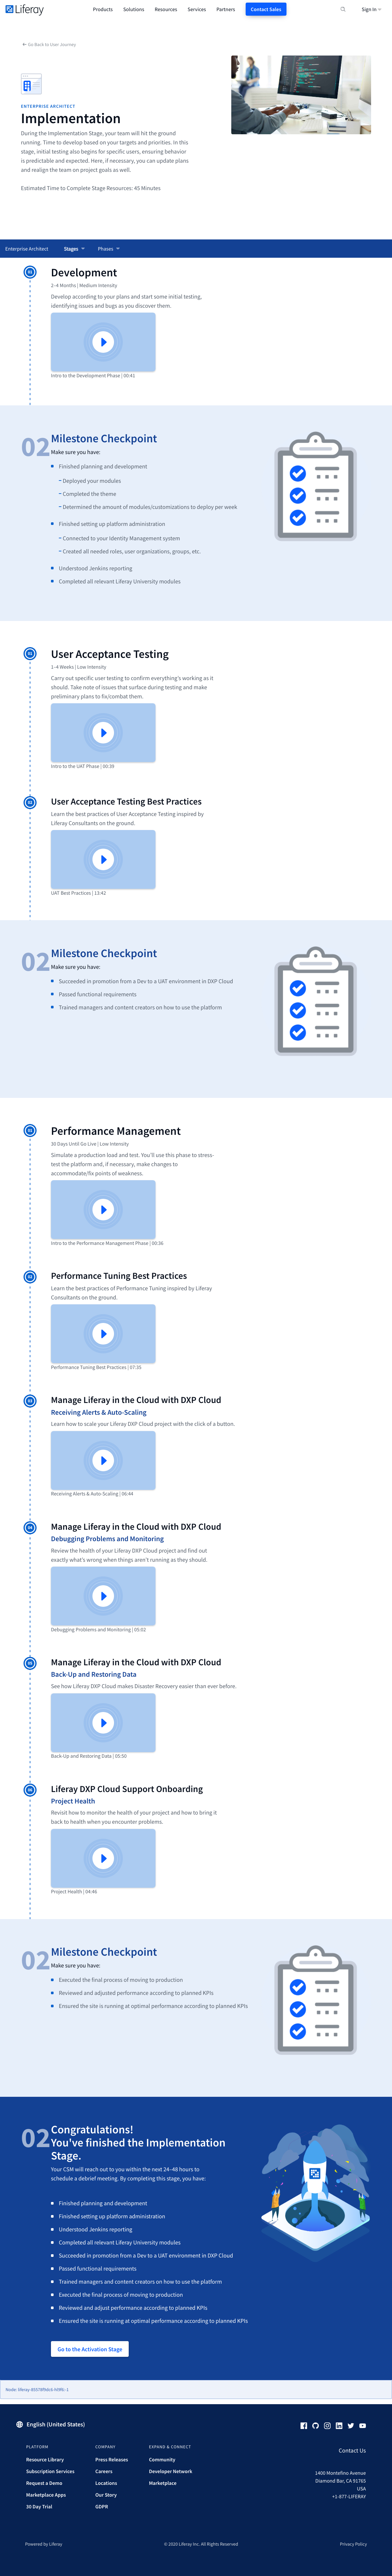 Liferay
Products Solutions Resources Services Partners Contact Sales Sign In
Go Back to User Journey
ENTERPRISE ARCHITECT
Implementation
During the Implementation Stage, your team will hit the ground
running. Time to develop based on your targets and priorities. In this
stage, initial testing also begins for specific users, ensuring behavior
is predictable and expected. Here, if necessary, you can update plans
and realign the team on project goals as well.
Estimated Time to Complete Stage Resources: 45 Minutes
Enterprise Architect Stages Phases
01
Development
2–4 Months | Medium Intensity
Develop according to your plans and start some initial testing,
identifying issues and bugs as you discover them.
Intro to the Development Phase | 00:41
02
Milestone Checkpoint
Make sure you have:
Finished planning and development
- Deployed your modules
- Completed the theme
- Determined the amount of modules/customizations to deploy per week
Finished setting up platform administration
- Connected to your Identity Management system
- Created all needed roles, user organizations, groups, etc.
Understood Jenkins reporting
Completed all relevant Liferay University modules
01
User Acceptance Testing
1–4 Weeks | Low Intensity
Carry out specific user testing to confirm everything's working as it
should. Take note of issues that surface during testing and make
preliminary plans to fix/combat them.
Intro to the UAT Phase | 00:39
02
User Acceptance Testing Best Practices
Learn the best practices of User Acceptance Testing inspired by
Liferay Consultants on the ground.
UAT Best Practices | 13:42
02
Milestone Checkpoint
Make sure you have:
Succeeded in promotion from a Dev to a UAT environment in DXP Cloud
Passed functional requirements
Trained managers and content creators on how to use the platform
01
Performance Management
30 Days Until Go Live | Low Intensity
Simulate a production load and test. You'll use this phase to stress-
test the platform and, if necessary, make changes to
accommodate/fix points of weakness.
Intro to the Performance Management Phase | 00:36
02
Performance Tuning Best Practices
Learn the best practices of Performance Tuning inspired by Liferay
Consultants on the ground.
Performance Tuning Best Practices | 07:35
03
Manage Liferay in the Cloud with DXP Cloud
Receiving Alerts & Auto-Scaling
Learn how to scale your Liferay DXP Cloud project with the click of a button.
Receiving Alerts & Auto-Scaling | 06:44
04
Manage Liferay in the Cloud with DXP Cloud
Debugging Problems and Monitoring
Review the health of your Liferay DXP Cloud project and find out
exactly what's wrong when things aren't running as they should.
Debugging Problems and Monitoring | 05:02
05
Manage Liferay in the Cloud with DXP Cloud
Back-Up and Restoring Data
See how Liferay DXP Cloud makes Disaster Recovery easier than ever before.
Back-Up and Restoring Data | 05:50
06
Liferay DXP Cloud Support Onboarding
Project Health
Revisit how to monitor the health of your project and how to bring it
back to health when you encounter problems.
Project Health | 04:46
02
Milestone Checkpoint
Make sure you have:
Executed the final process of moving to production
Reviewed and adjusted performance according to planned KPIs
Ensured the site is running at optimal performance according to planned KPIs
02
Congratulations!
You've finished the Implementation
Stage.
Your CSM will reach out to you within the next 24–48 hours to
schedule a debrief meeting. By completing this stage, you have:
Finished planning and development
Finished setting up platform administration
Understood Jenkins reporting
Completed all relevant Liferay University modules
Succeeded in promotion from a Dev to a UAT environment in DXP Cloud
Passed functional requirements
Trained managers and content creators on how to use the platform
Executed the final process of moving to production
Reviewed and adjust performance according to planned KPIs
Ensured the site is running at optimal performance according to planned KPIs
Go to the Activation Stage
English (United States)
PLATFORM COMPANY EXPAND & CONNECT
Resource Library Press Releases Community
Subscription Services Careers Developer Network
Request a Demo Locations Marketplace
Marketplace Apps Our Story
30 Day Trial GDPR
Contact Us
1400 Montefino Avenue
Diamond Bar, CA 91765
USA
+1-877-LIFERAY
Powered by Liferay © 2020 Liferay Inc. All Rights Reserved Privacy Policy